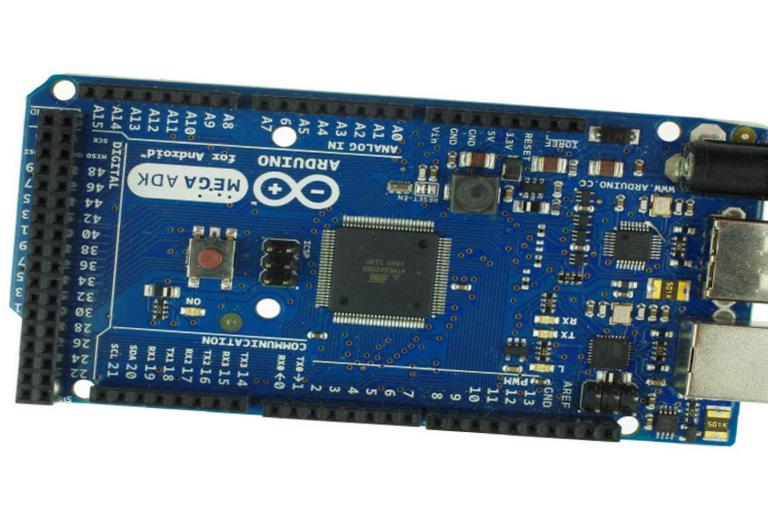 A15
A14
A13
A12
A11
A10
A9
A8
A7
A6
A5
A4
A3
A2
A1
A0
ANALOG IN
Vin
GND
GND
5V
3.3V
RESET
IOREF
WWW.ARDUINO.CC
DIGITAL
for Android™
ARDUINO
MEGA ADK
RESET-EN
ICSP
ON
RX
TX
L
48
46
44
42
40
38
36
34
32
30
28
26
24
22
COMMUNICATION
SCL 21
SDA 20
RX1 19
TX1 18
RX2 17
TX2 16
RX3 15
TX3 14
RX0←0
TX0→1
2
3
4
5
6
7
8
9
10
11
12
13
PWM
GND
AREF